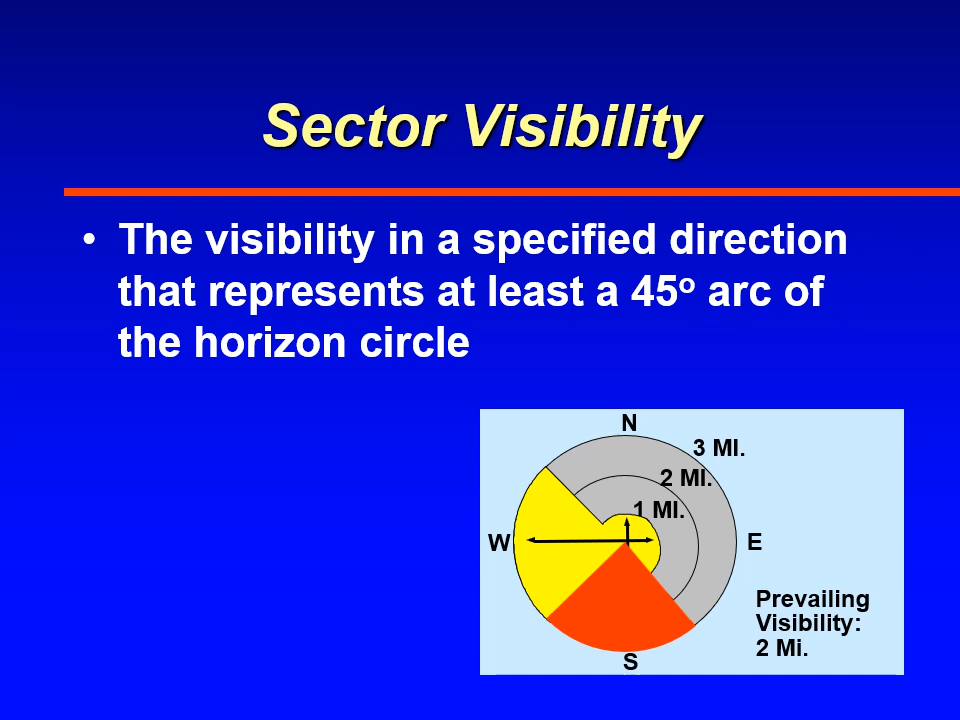 Sector Visibility
• The visibility in a specified direction
that represents at least a 45º arc of
the horizon circle
N
3 MI.
2 MI.
1 MI.
W
E
Prevailing
Visibility:
2 Mi.
S